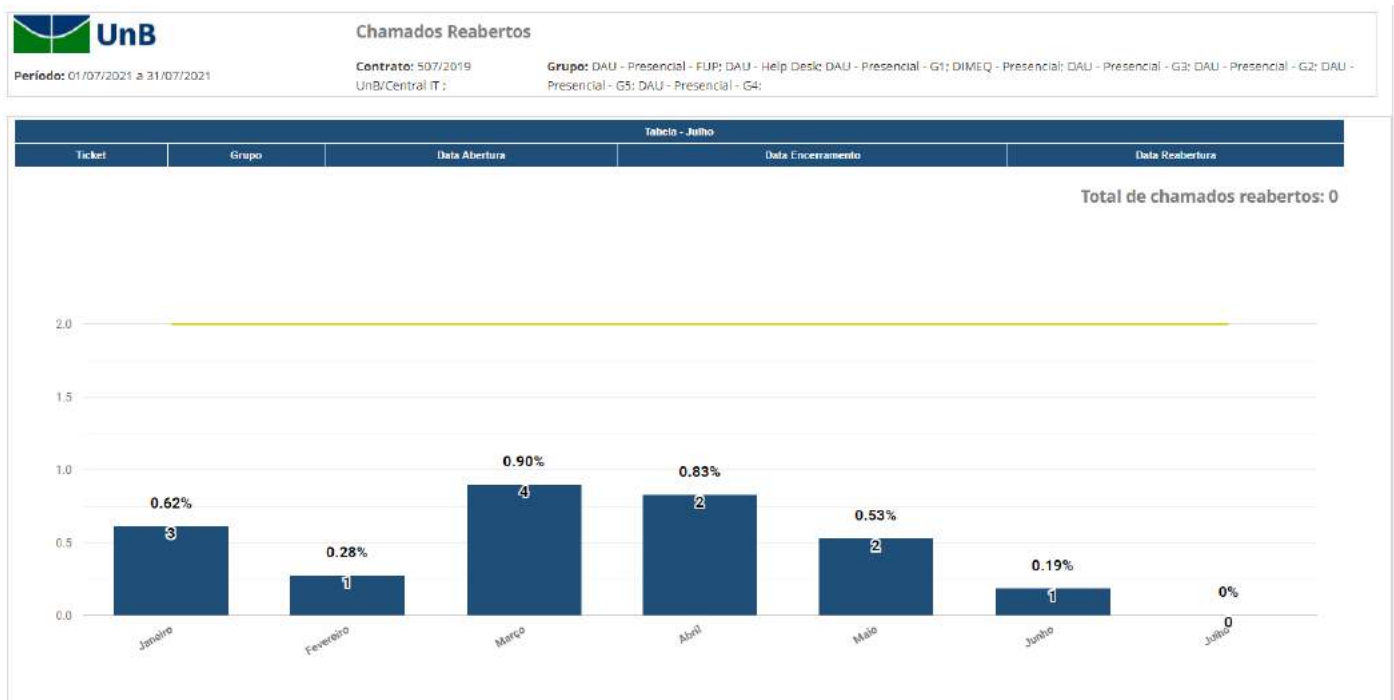 UnB
Chamados Reabertos
Período: 01/07/2021 a 31/07/2021
Contrato: 507/2019
UnB/Central IT :
Grupo: DAU - Presencial - FUP; DAU - Help Desk; DAU - Presencial - G1; DIMEQ - Presencial; DAU - Presencial - G3; DAU - Presencial - G2; DAU -
Presencial - G5; DAU - Presencial - G4;
Tabela - Julho
Ticket Grupo Data Abertura Data Encerramento Data Reabertura
Total de chamados reabertos: 0
2.0
1.5
1.0
0.5
0.0
0.62%
3
0.28%
1
0.90%
4
0.83%
2
0.53%
2
0.19%
1
0%
0
Janeiro
Fevereiro
Março
Abril
Maio
Junho
Julho